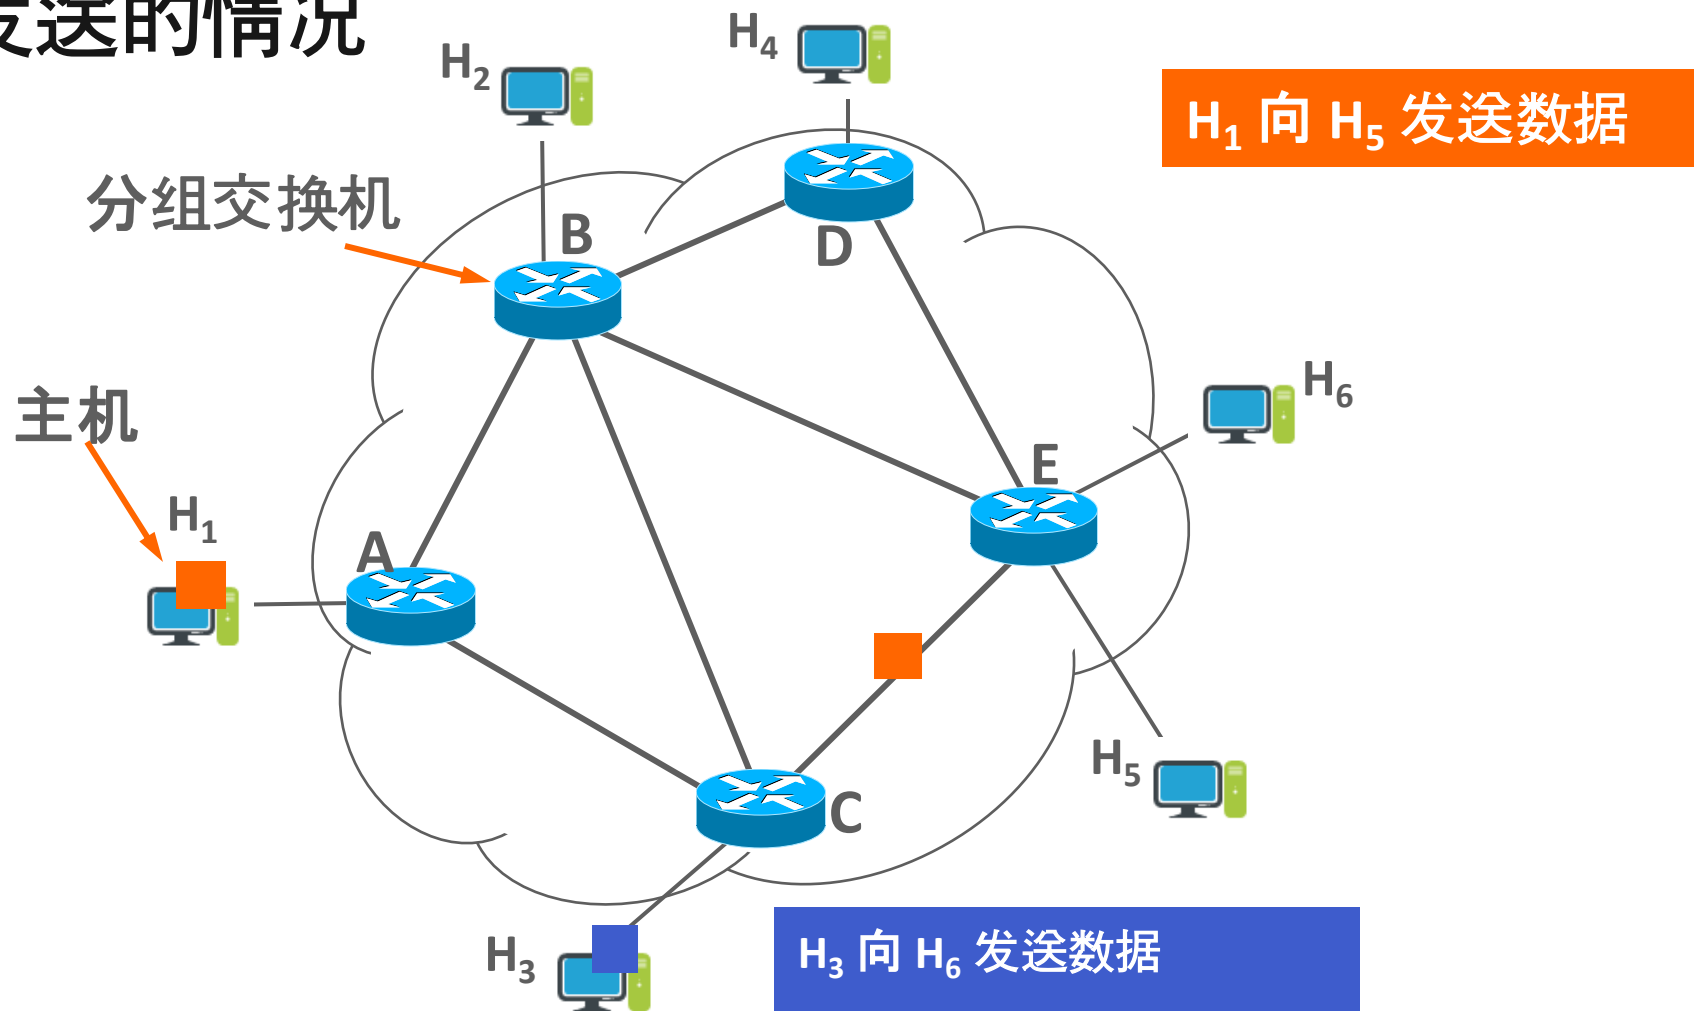 发送的情况
H₂
H₄
H₁ 向 H₅ 发送数据
分组交换机
B
D
主机
H₆
E
H₁
A
H₅
C
H₃
H₃ 向 H₆ 发送数据